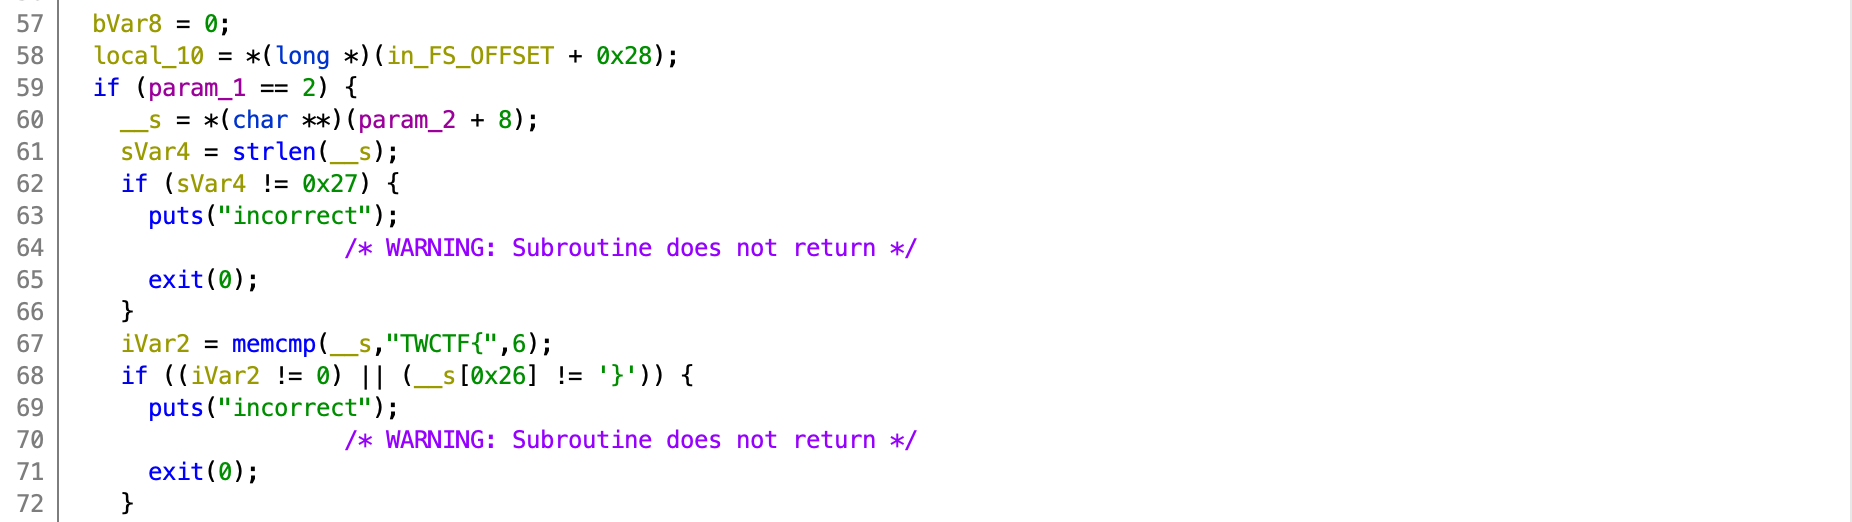 57 bVar8 = 0;
58 local_10 = *(long *)(in_FS_OFFSET + 0x28);
59 if (param_1 == 2) {
60 __s = *(char **)(param_2 + 8);
61 sVar4 = strlen(__s);
62 if (sVar4 != 0x27) {
63 puts("incorrect");
64 /* WARNING: Subroutine does not return */
65 exit(0);
66 }
67 iVar2 = memcmp(__s,"TWCTF{",6);
68 if ((iVar2 != 0) || (__s[0x26] != '}')) {
69 puts("incorrect");
70 /* WARNING: Subroutine does not return */
71 exit(0);
72 }